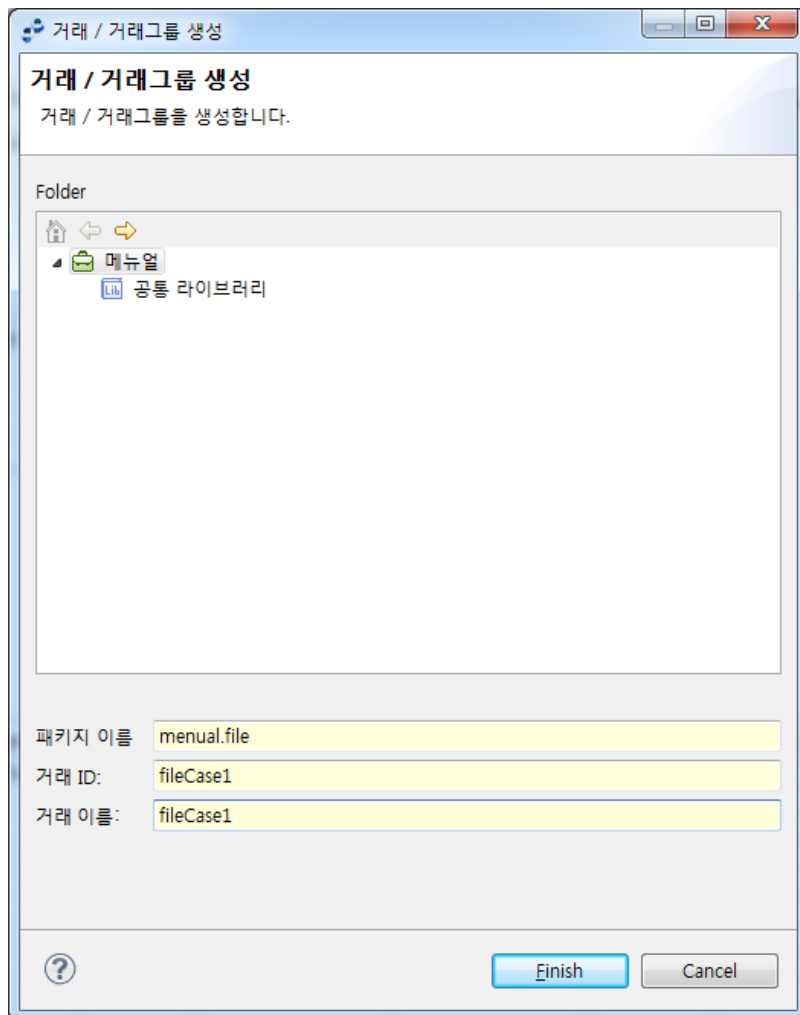 거래 / 거래그룹 생성
거래 / 거래그룹 생성
거래 / 거래그룹을 생성합니다.
Folder
메뉴얼
Lib 공통 라이브러리
패키지 이름 menual.file
거래 ID: fileCase1
거래 이름: fileCase1
? Finish Cancel